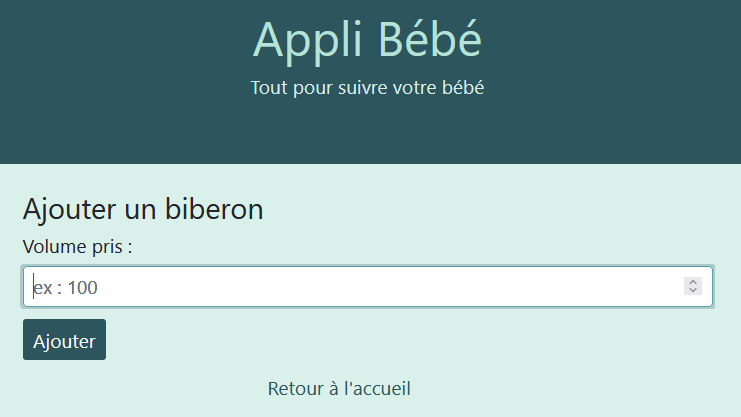 Appli Bébé
Tout pour suivre votre bébé
Ajouter un biberon
Volume pris :
ex : 100
Ajouter
Retour à l'accueil